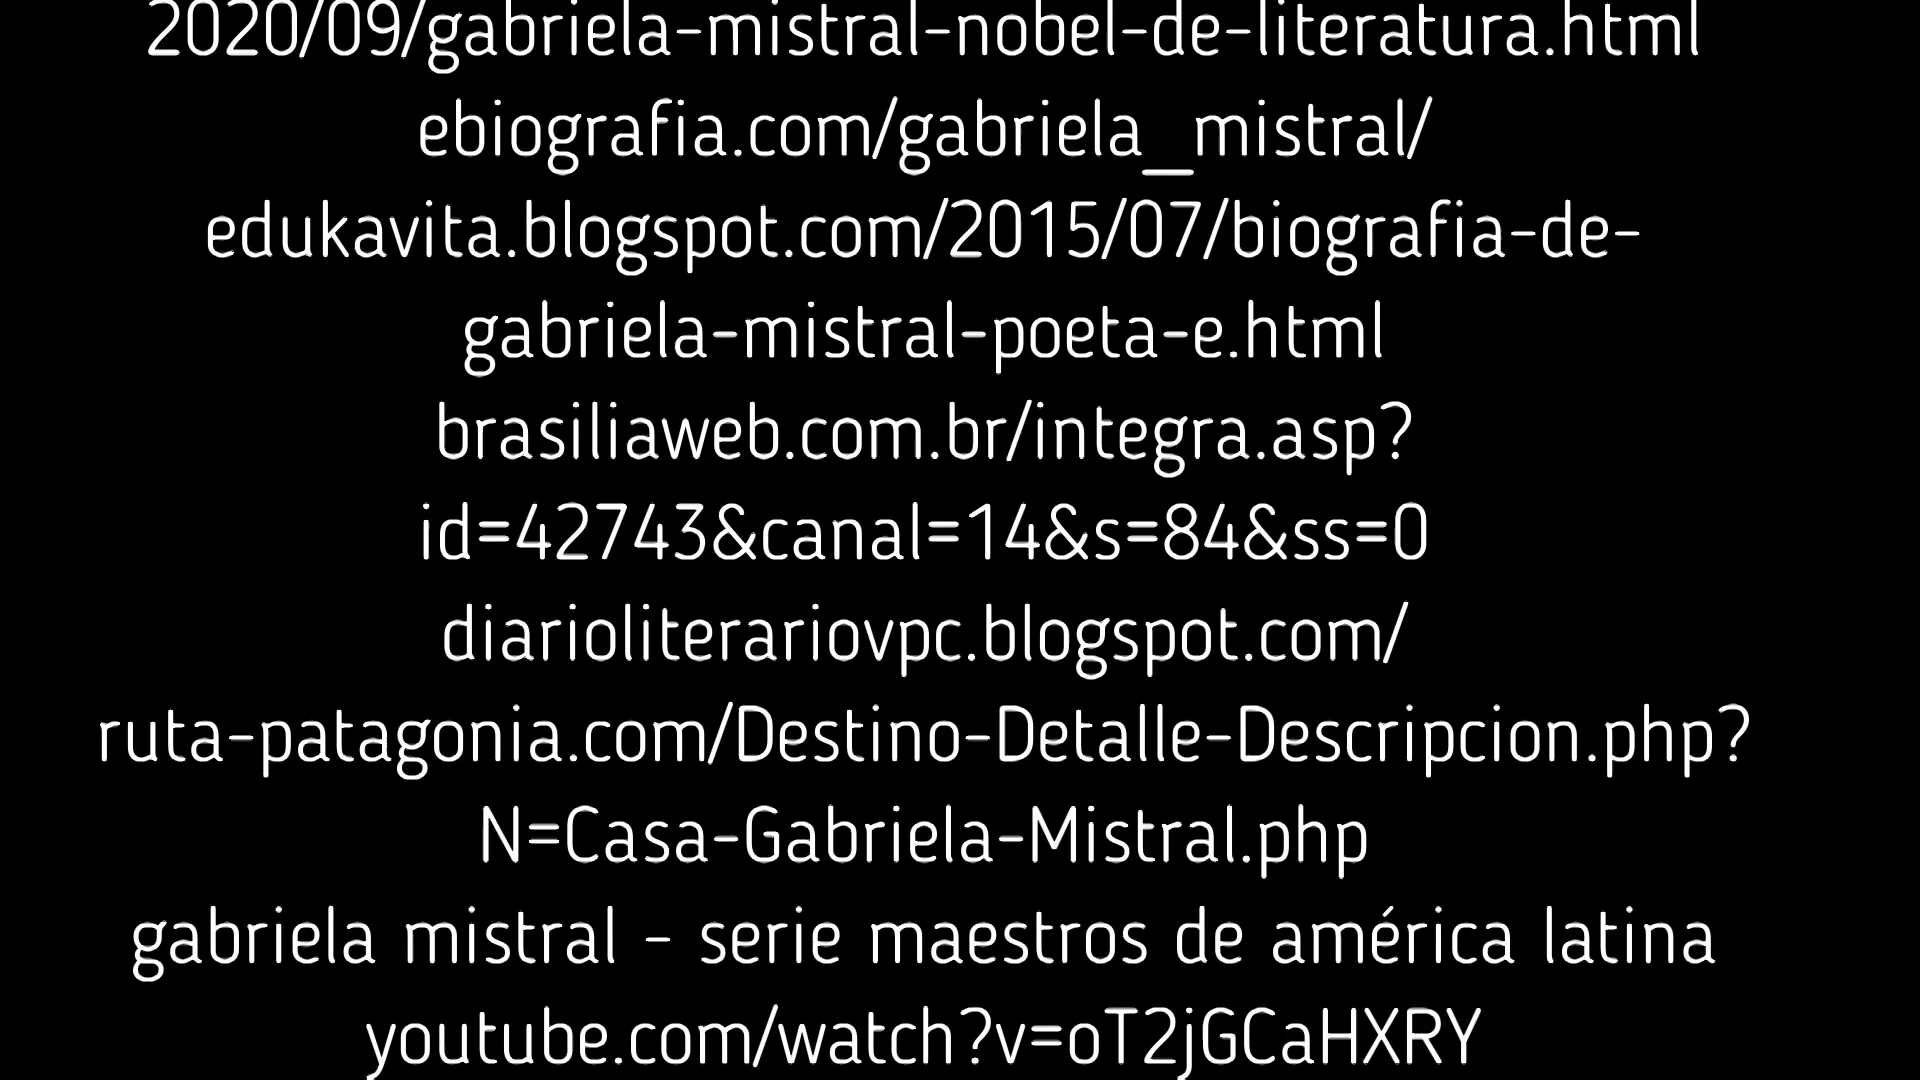 2020/09/gabriela-mistral-nobel-de-literatura.html
ebiografia.com/gabriela_mistral/
edukavita.blogspot.com/2015/07/biografia-de-
gabriela-mistral-poeta-e.html
brasiliaweb.com.br/integra.asp?
id=42743&canal=14&s=84&ss=0
diarioliterariovpc.blogspot.com/
ruta-patagonia.com/Destino-Detalle-Descripcion.php?
N=Casa-Gabriela-Mistral.php
gabriela mistral - serie maestros de américa latina
youtube.com/watch?v=oT2jGCaHXRY